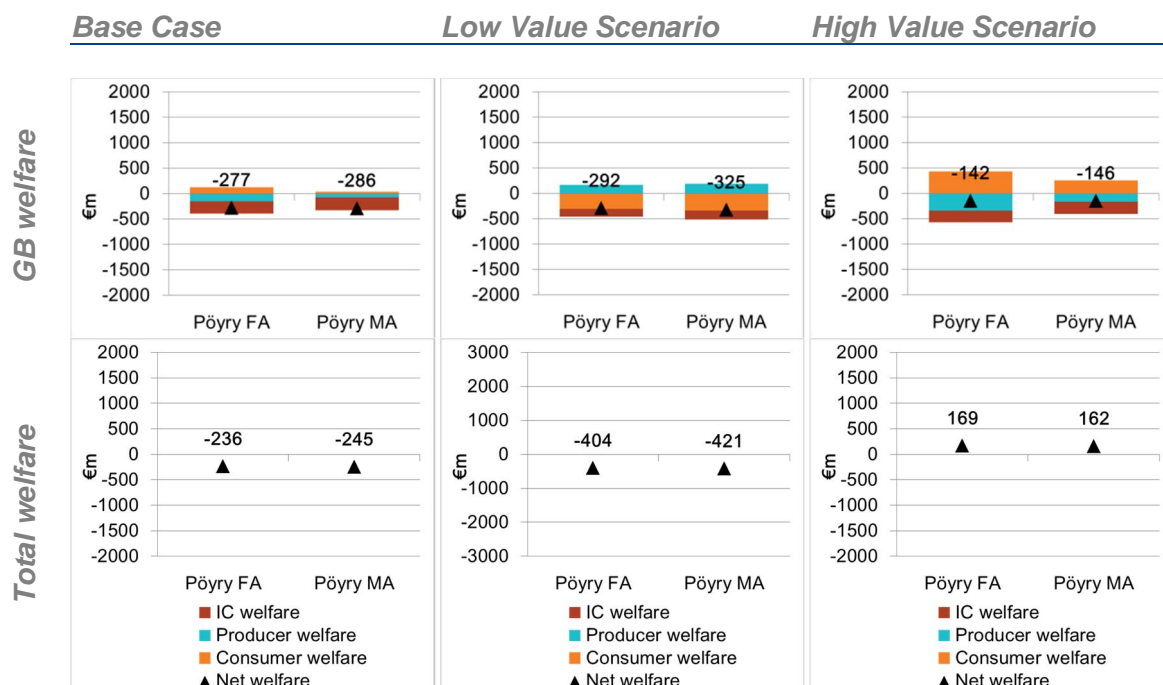 Base Case
Low Value Scenario
High Value Scenario
GB welfare
2000
1500
1000
500
0
-500
-1000
-1500
-2000
€m
-277
-286
Pöyry FA
Pöyry MA
2000
1500
1000
500
0
-500
-1000
-1500
-2000
€m
-292
-325
Pöyry FA
Pöyry MA
2000
1500
1000
500
0
-500
-1000
-1500
-2000
€m
-142
-146
Pöyry FA
Pöyry MA
Total welfare
2000
1500
1000
500
0
-500
-1000
-1500
-2000
€m
-236
-245
Pöyry FA
Pöyry MA
IC welfare
Producer welfare
Consumer welfare
Net welfare
3000
2000
1000
0
-1000
-2000
-3000
€m
-404
-421
Pöyry FA
Pöyry MA
IC welfare
Producer welfare
Consumer welfare
Net welfare
2000
1500
1000
500
0
-500
-1000
-1500
-2000
€m
169
162
Pöyry FA
Pöyry MA
IC welfare
Producer welfare
Consumer welfare
Net welfare